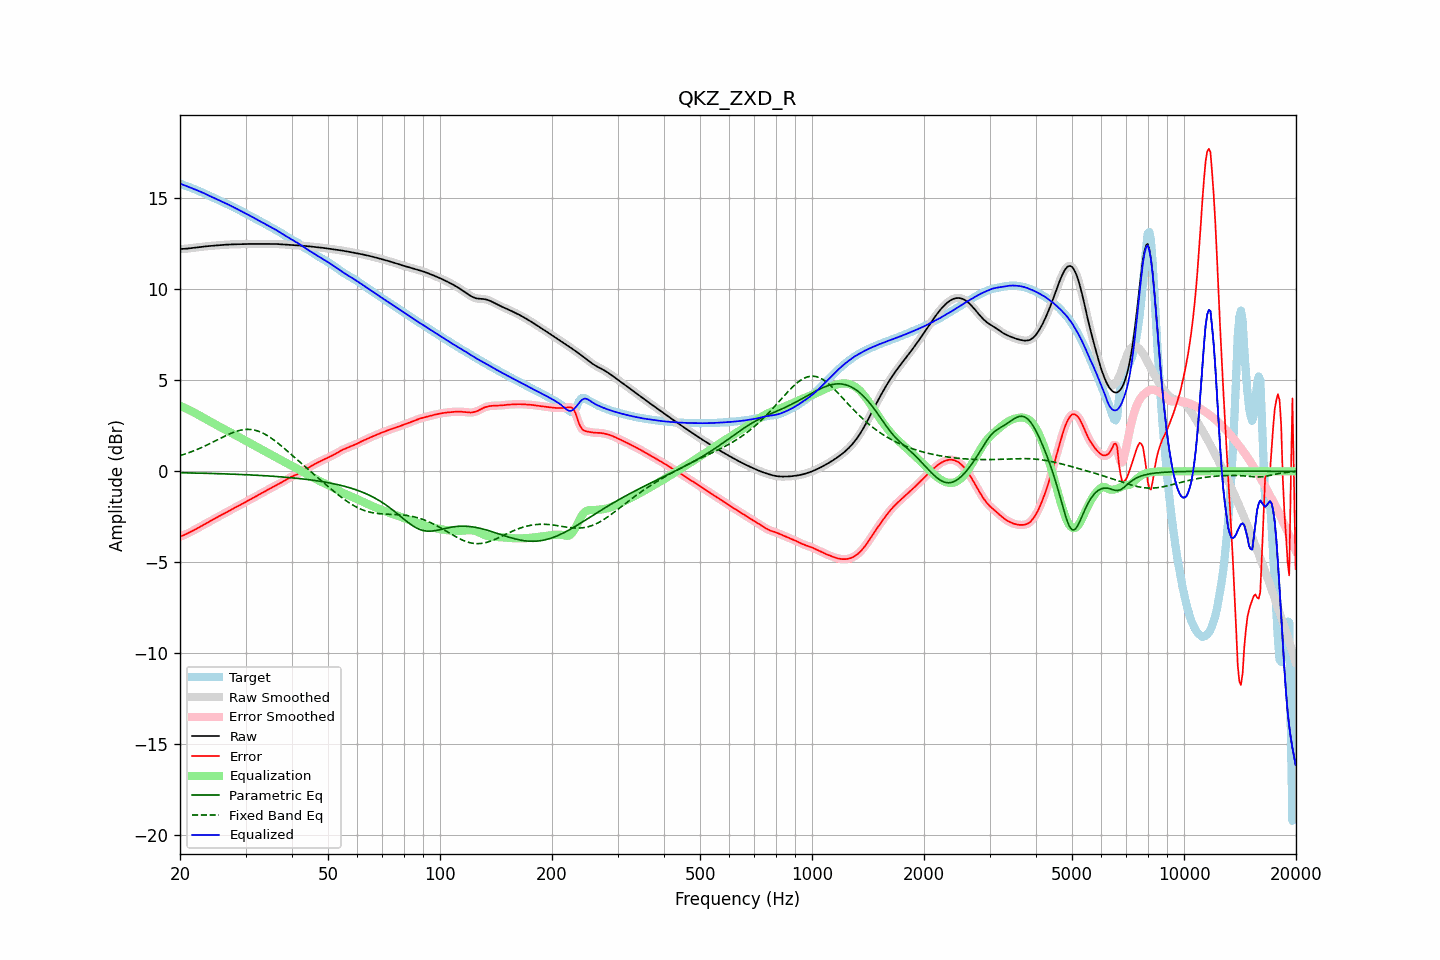 QKZ_ZXD_R
Amplitude (dBr)
15
10
5
0
−5
−10
−15
−20
Target
Raw Smoothed
Error Smoothed
Raw
Error
Equalization
Parametric Eq
Fixed Band Eq
Equalized
20 50 100 200 500 1000 2000 5000 10000 20000
Frequency (Hz)